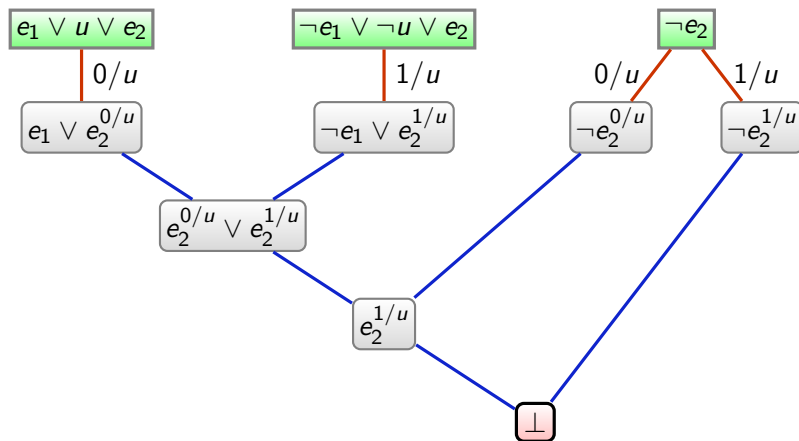 e₁ ∨ u ∨ e₂ ¬e₁ ∨ ¬u ∨ e₂ ¬e₂
0/u 1/u 0/u 1/u
e₁ ∨ e₂^{0/u} ¬e₁ ∨ e₂^{1/u} ¬e₂^{0/u} ¬e₂^{1/u}
e₂^{0/u} ∨ e₂^{1/u}
e₂^{1/u}
⊥